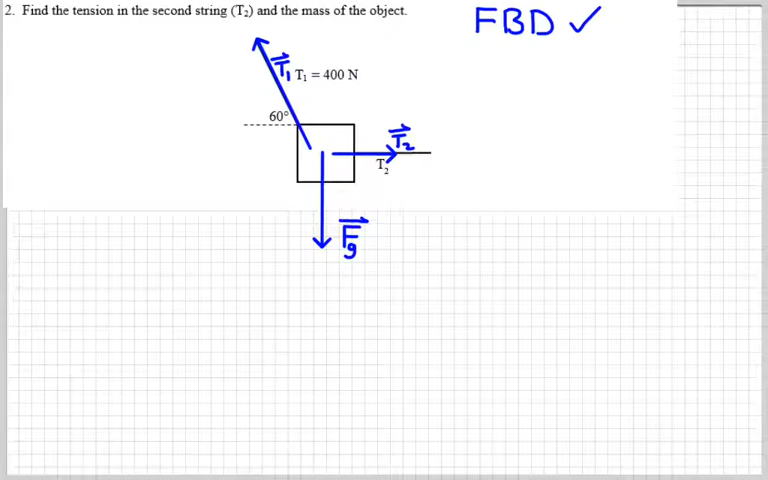 2. Find the tension in the second string (T₂) and the mass of the object.
FBD ✓
T₁ T₁ = 400 N
60°
T₂
T₂
Fg